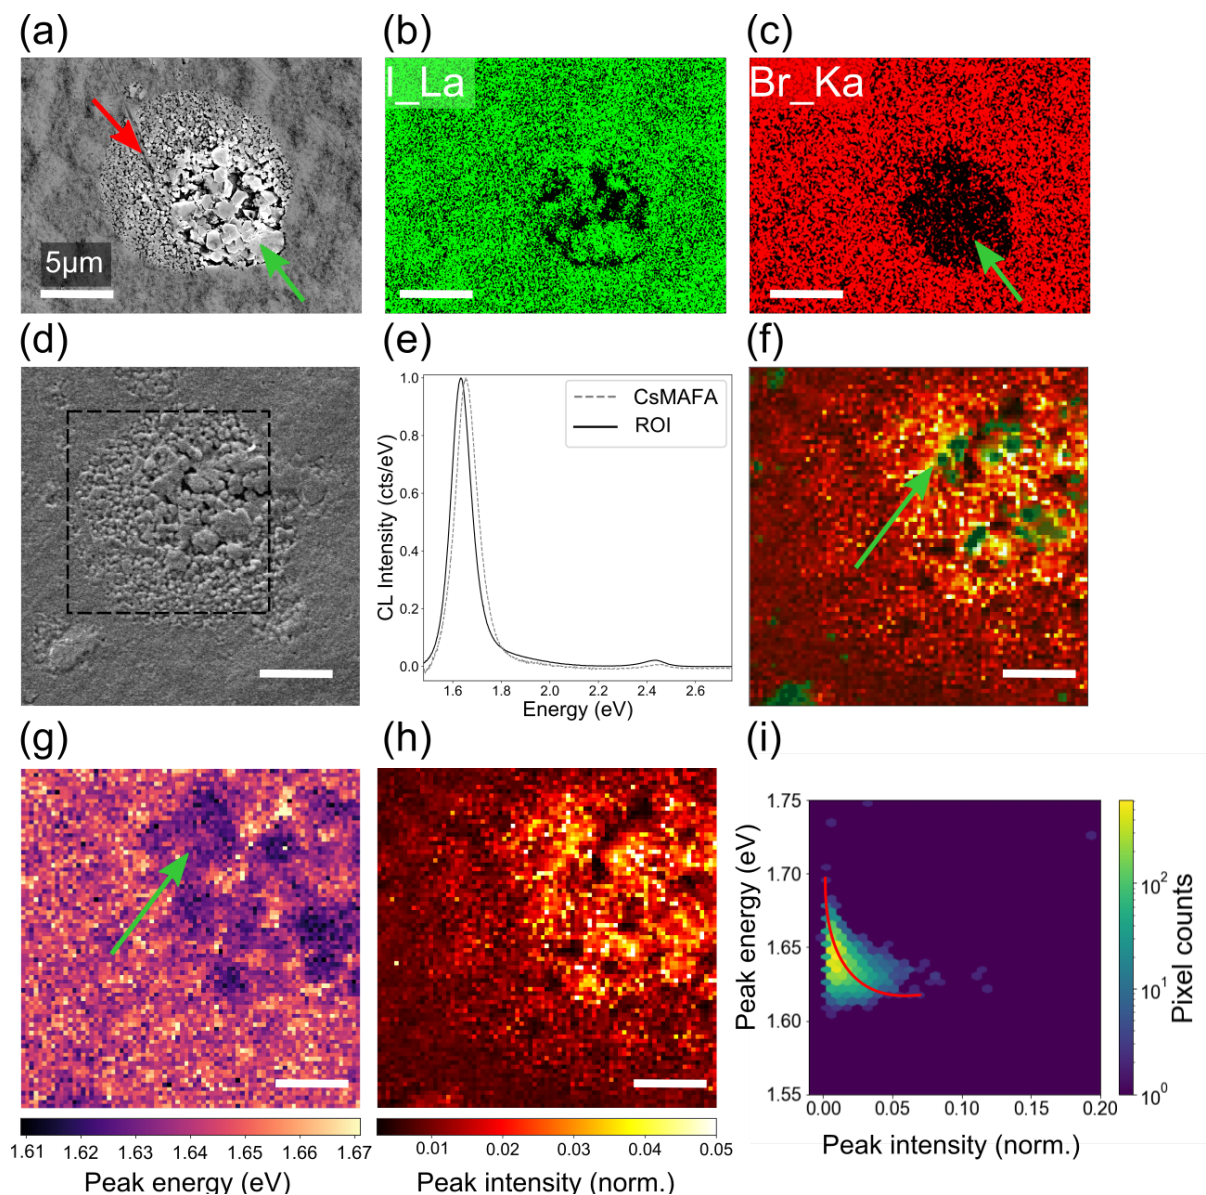 (a)
(b)
(c)
5µm
I_La
Br_Ka
(d)
(e)
(f)
CL Intensity (cts/eV)
1.0
0.8
0.6
0.4
0.2
0.0
CsMAFA
ROI
1.6
1.8
2.0
2.2
2.4
2.6
Energy (eV)
(g)
(h)
(i)
1.61 1.62 1.63 1.64 1.65 1.66 1.67
Peak energy (eV)
0.01 0.02 0.03 0.04 0.05
Peak intensity (norm.)
Peak energy (eV)
1.75
1.70
1.65
1.60
1.55
0.00 0.05 0.10 0.15 0.20
Peak intensity (norm.)
10²
10¹
10⁰
Pixel counts